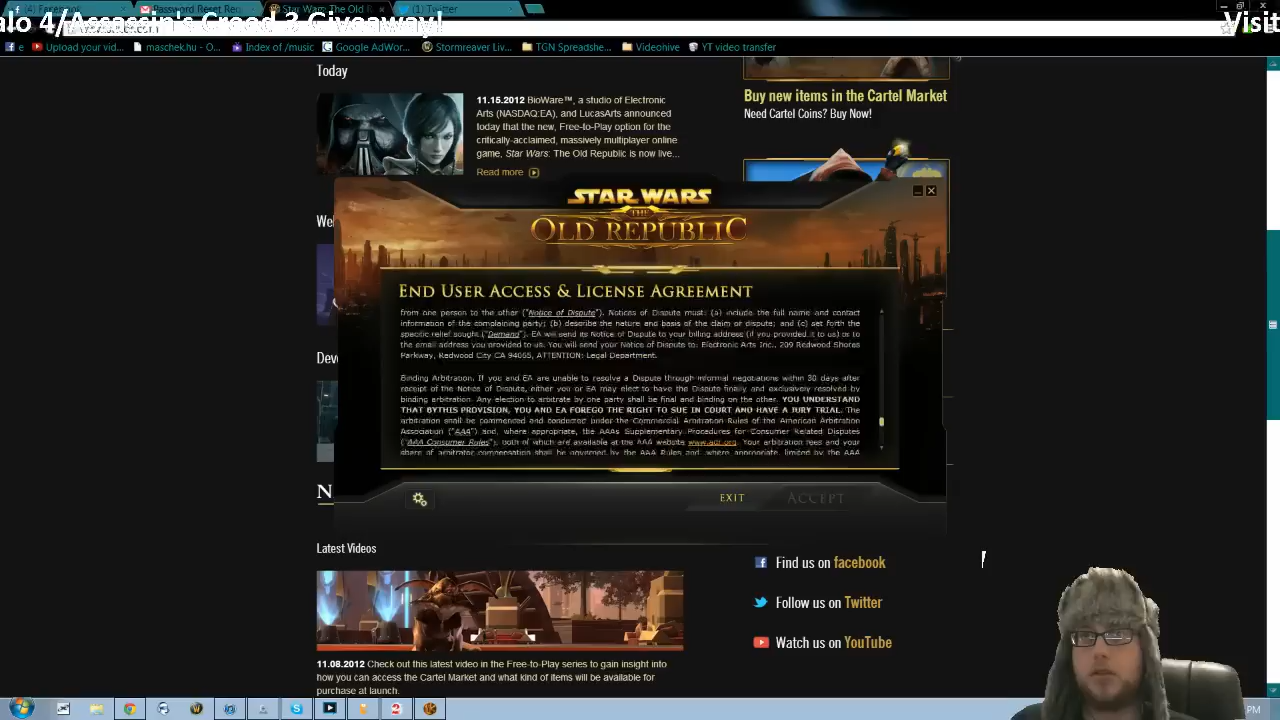 (4) Facebook
Password Reset Req
Star Wars: The Old R
(1) Twitter
alo 4/Assassin's Creed 3 Giveaway!
Visit
e
Upload your vid...
maschek.hu - O...
Index of /music
Google AdWor...
Stormreaver Liv...
TGN Spreadshe...
Videohive
YT video transfer
Today
11.15.2012 BioWare™, a studio of Electronic
Arts (NASDAQ:EA), and LucasArts announced
today that the new, Free-to-Play option for the
critically-acclaimed, massively multiplayer online
game, Star Wars: The Old Republic is now live...
Read more
Buy new items in the Cartel Market
Need Cartel Coins? Buy Now!
We
Dev
N
STAR WARS
THE
OLD REPUBLIC
END USER ACCESS & LICENSE AGREEMENT
from one person to the other ("Notice of Dispute"). Notices of Dispute must: (a) include the full name and contact
information of the complaining party; (b) describe the nature and basis of the claim or dispute; and (c) set forth the
specific relief sought ("Demand"). EA will send its Notice of Dispute to your billing address (if you provided it to us) or to
the email address you provided to us. You will send your Notice of Dispute to: Electronic Arts Inc., 209 Redwood Shores
Parkway, Redwood City CA 94065, ATTENTION: Legal Department.
Binding Arbitration. If you and EA are unable to resolve a Dispute through informal negotiations within 30 days after
receipt of the Notice of Dispute, either you or EA may elect to have the Dispute finally and exclusively resolved by
binding arbitration. Any election to arbitrate by one party shall be final and binding on the other. YOU UNDERSTAND
THAT BYTHIS PROVISION, YOU AND EA FOREGO THE RIGHT TO SUE IN COURT AND HAVE A JURY TRIAL. The
arbitration shall be commenced and conducted under the Commercial Arbitration Rules of the American Arbitration
Association ("AAA") and, where appropriate, the AAAs Supplementary Procedures for Consumer Related Disputes
("AAA Consumer Rules"), both of which are available at the AAA website www.adr.org. Your arbitration fees and your
share of arbitrator compensation shall be governed by the AAA Rules and, where appropriate, limited by the AAA
EXIT
ACCEPT
Latest Videos
11.08.2012 Check out this latest video in the Free-to-Play series to gain insight into
how you can access the Cartel Market and what kind of items will be available for
purchase at launch.
Find us on facebook
Follow us on Twitter
Watch us on YouTube
PM